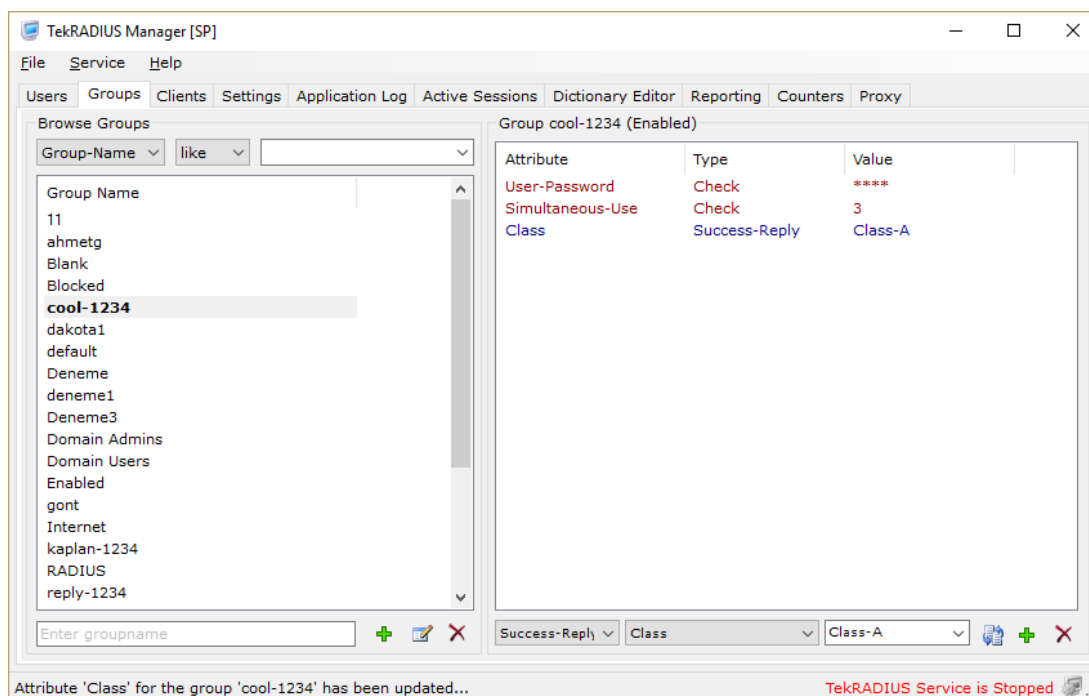 TekRADIUS Manager [SP]
File Service Help
Users Groups Clients Settings Application Log Active Sessions Dictionary Editor Reporting Counters Proxy
Browse Groups
Group-Name like
Group Name
11
ahmetg
Blank
Blocked
cool-1234
dakota1
default
Deneme
deneme1
Deneme3
Domain Admins
Domain Users
Enabled
gont
Internet
kaplan-1234
RADIUS
reply-1234
Enter groupname
Group cool-1234 (Enabled)
Attribute Type Value
User-Password Check ****
Simultaneous-Use Check 3
Class Success-Reply Class-A
Success-Reply Class Class-A
Attribute 'Class' for the group 'cool-1234' has been updated...
TekRADIUS Service is Stopped